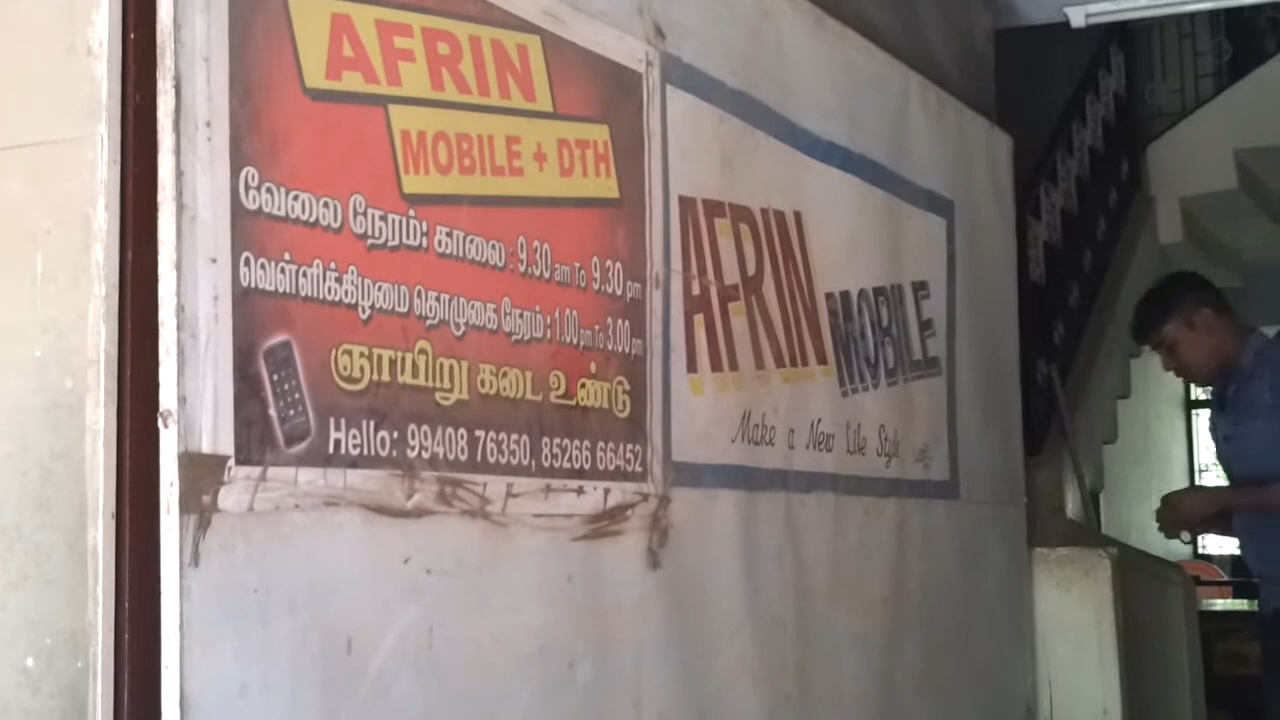 AFRIN
MOBILE + DTH
வேலை நேரம்: காலை : 9.30 am To 9.30 pm
வெள்ளிக்கிழமை தொழுகை நேரம் : 1.00 pm To 3.00 pm
ஞாயிறு கடை உண்டு
Hello: 99408 76350, 85266 66452
AFRIN
MOBILE
Make a New Life Style